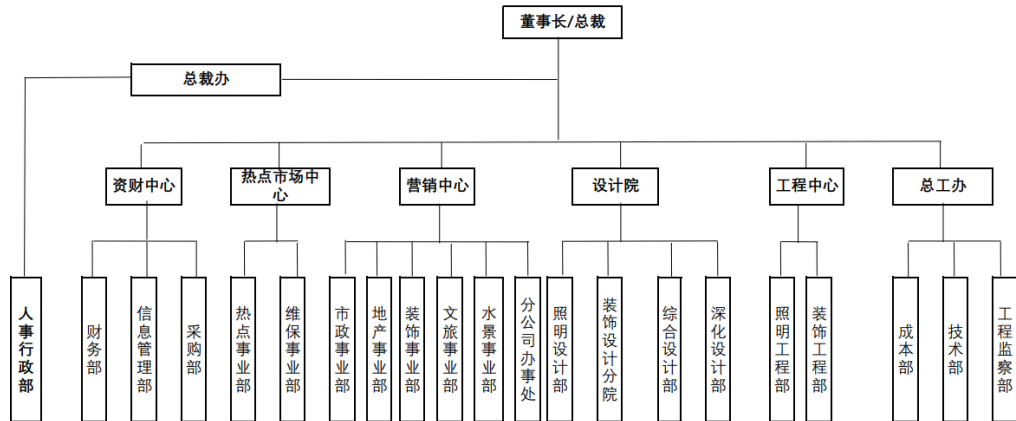 董事长/总裁
总裁办
资财中心
热点市场中
心
营销中心
设计院
工程中心
总工办
人事行政部
财务部
信息管理部
采购部
热点事业部
维保事业部
市政事业部
地产事业部
装饰事业部
文旅事业部
水景事业部
分公司办事处
照明设计部
装饰设计分院
综合设计部
深化设计部
照明工程部
装饰工程部
成本部
技术部
工程监察部